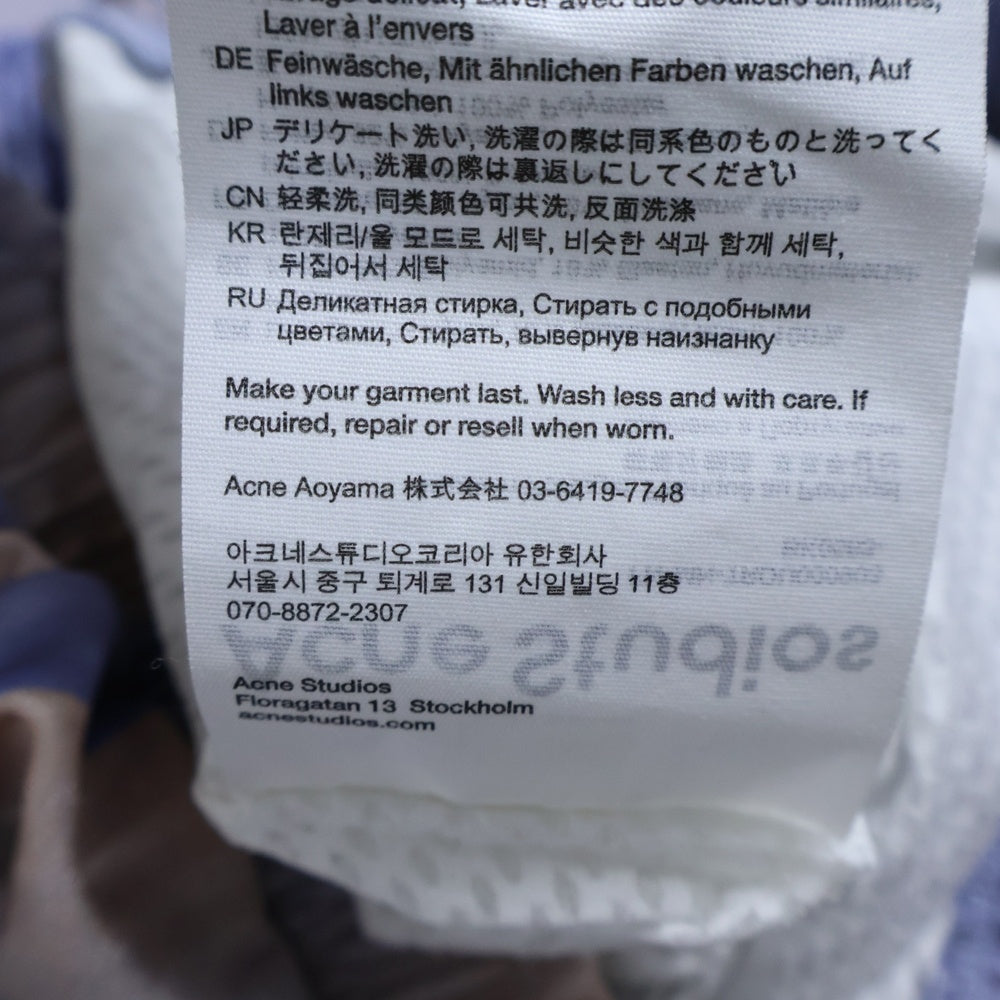 Laver avec des couleurs similaires,
Laver à l'envers
DE Feinwäsche, Mit ähnlichen Farben waschen, Auf
links waschen
JP デリケート洗い, 洗濯の際は同系色のものと洗ってく
ださい, 洗濯の際は裏返しにしてください
CN 轻柔洗, 同类颜色可共洗, 反面洗涤
KR 란제리/울 모드로 세탁, 비슷한 색과 함께 세탁,
뒤집어서 세탁
RU Деликатная стирка, Стирать с подобными
цветами, Стирать, вывернув наизнанку
Make your garment last. Wash less and with care. If
required, repair or resell when worn.
Acne Aoyama 株式会社 03-6419-7748
아크네스튜디오코리아 유한회사
서울시 중구 퇴계로 131 신일빌딩 11층
070-8872-2307
Acne Studios
Acne Studios
Floragatan 13 Stockholm
acnestudios.com